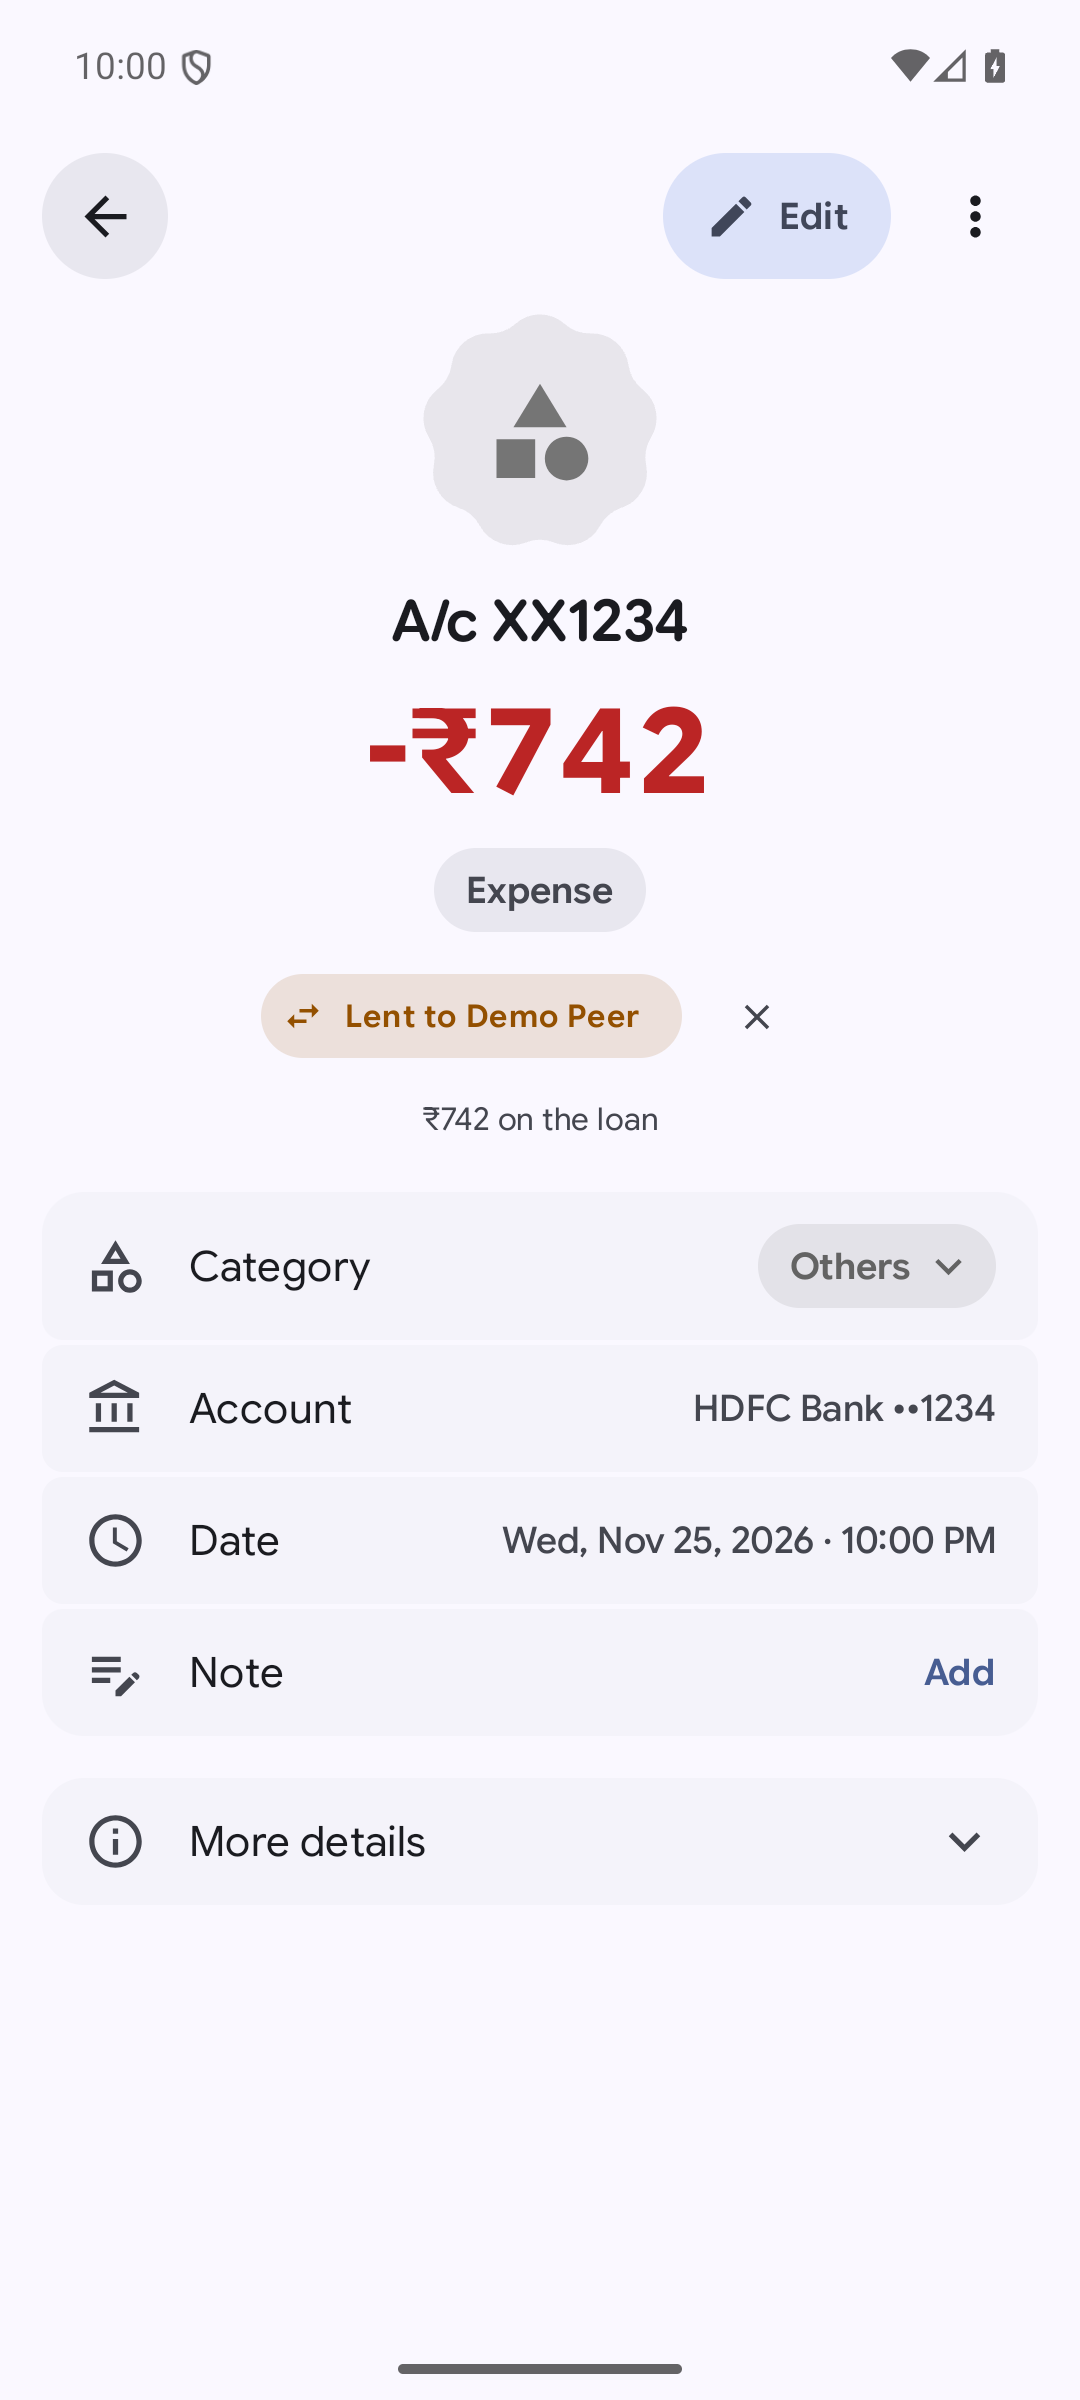 10:00
Edit
A/c XX1234
-₹742
Expense
Lent to Demo Peer
₹742 on the loan
Category
Others
Account
HDFC Bank ••1234
Date
Wed, Nov 25, 2026 · 10:00 PM
Note
Add
More details